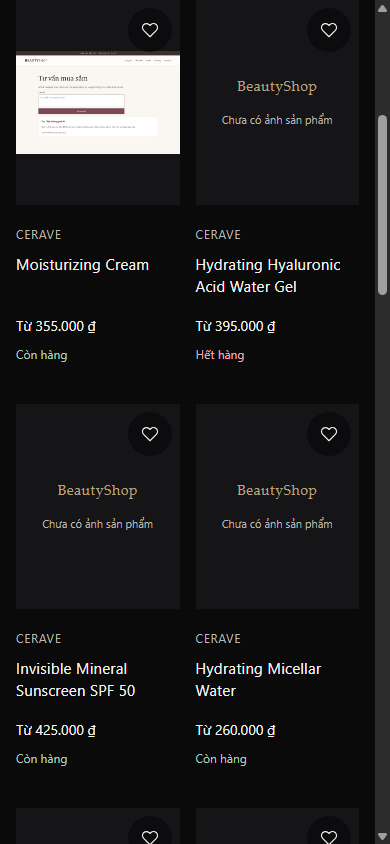 Tư vấn mua sắm
CERAVE
Moisturizing Cream
Từ 355.000 ₫
Còn hàng
BeautyShop
Chưa có ảnh sản phẩm
CERAVE
Hydrating Hyaluronic
Acid Water Gel
Từ 395.000 ₫
Hết hàng
BeautyShop
Chưa có ảnh sản phẩm
CERAVE
Invisible Mineral
Sunscreen SPF 50
Từ 425.000 ₫
Còn hàng
BeautyShop
Chưa có ảnh sản phẩm
CERAVE
Hydrating Micellar
Water
Từ 260.000 ₫
Còn hàng